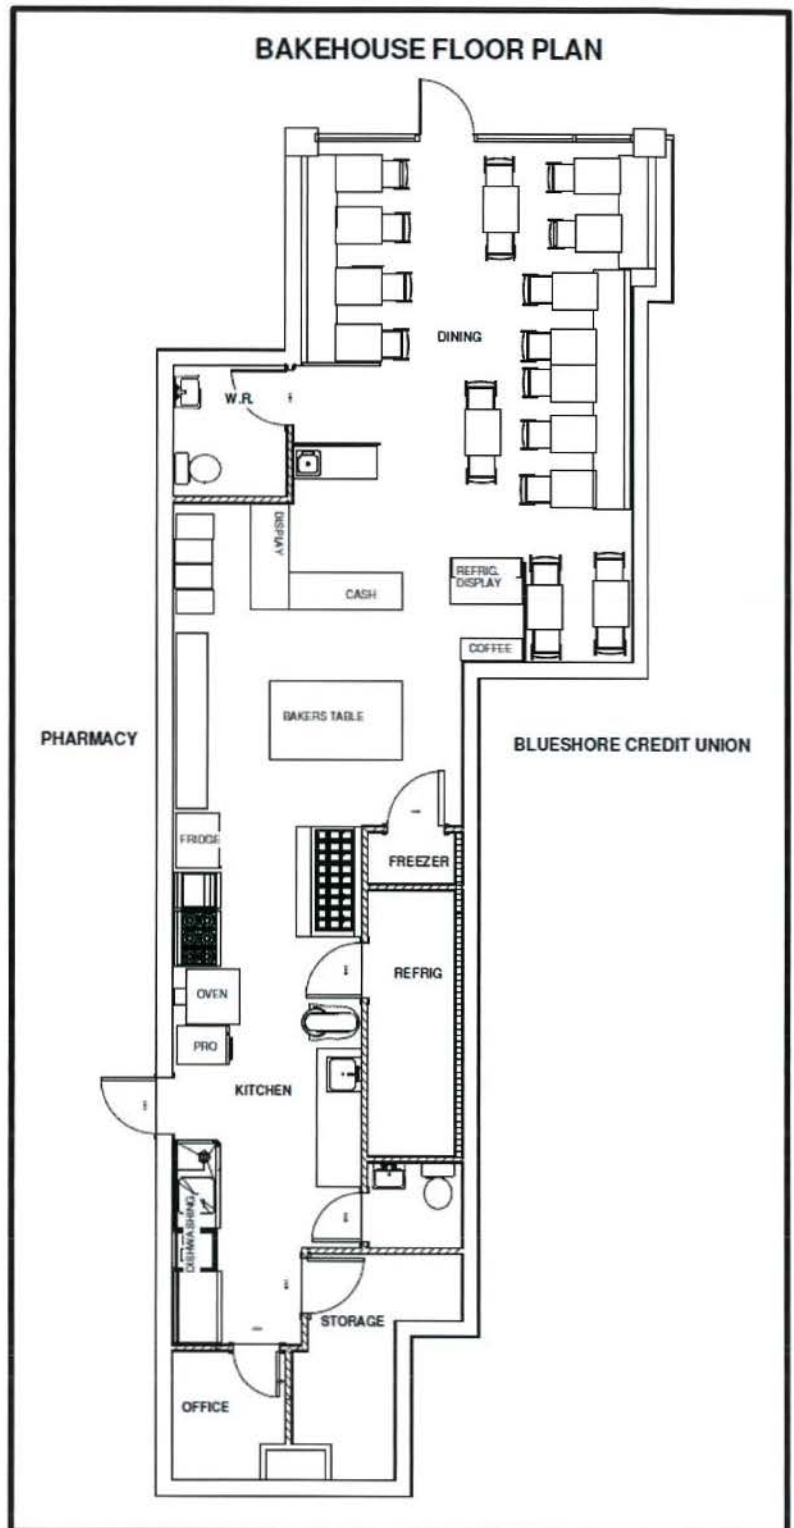 BAKEHOUSE FLOOR PLAN
DINING
W.R.
DISPLAY
CASH
REFRIG.
DISPLAY
COFFEE
BAKERS TABLE
PHARMACY
BLUESHORE CREDIT UNION
FRIDGE
FREEZER
REFRIG
OVEN
PRO
KITCHEN
DISHWASHING
STORAGE
OFFICE